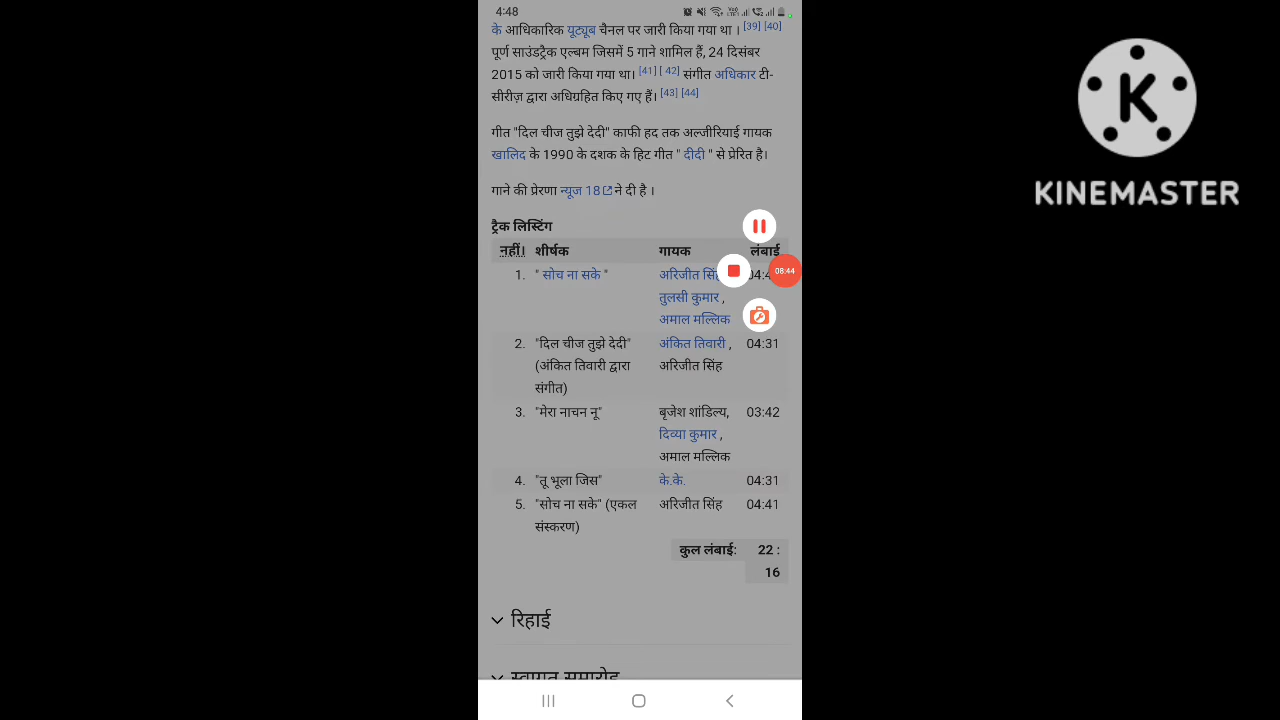 4:48
के आधिकारिक यूट्यूब चैनल पर जारी किया गया था । [39] [40]
पूर्ण साउंडट्रैक एल्बम जिसमें 5 गाने शामिल हैं, 24 दिसंबर
2015 को जारी किया गया था। [41] [ 42] संगीत अधिकार टी-
सीरीज़ द्वारा अधिग्रहित किए गए हैं। [43] [44]
गीत "दिल चीज तुझे देदी" काफी हद तक अल्जीरियाई गायक
खालिद के 1990 के दशक के हिट गीत " दीदी " से प्रेरित है।
गाने की प्रेरणा न्यूज 18 ने दी है ।
ट्रैक लिस्टिंग
नहीं। शीर्षक गायक लंबाई
1. " सोच ना सके " अरिजीत सिंह
08:44
तुलसी कुमार ,
अमाल मल्लिक
2. "दिल चीज तुझे देदी" अंकित तिवारी , 04:31
(अंकित तिवारी द्वारा अरिजीत सिंह
संगीत)
3. "मेरा नाचन नू" बृजेश शांडिल्य, 03:42
दिव्या कुमार ,
अमाल मल्लिक
4. "तू भूला जिस" के.के. 04:31
5. "सोच ना सके" (एकल अरिजीत सिंह 04:41
संस्करण)
कुल लंबाई: 22 :
16
रिहाई
स्वागत समारोह
K
KINEMASTER